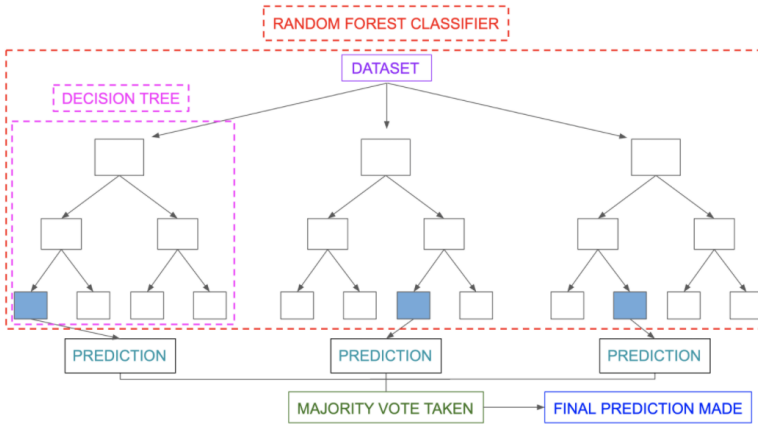 RANDOM FOREST CLASSIFIER
DATASET
DECISION TREE
PREDICTION
PREDICTION
PREDICTION
MAJORITY VOTE TAKEN
FINAL PREDICTION MADE